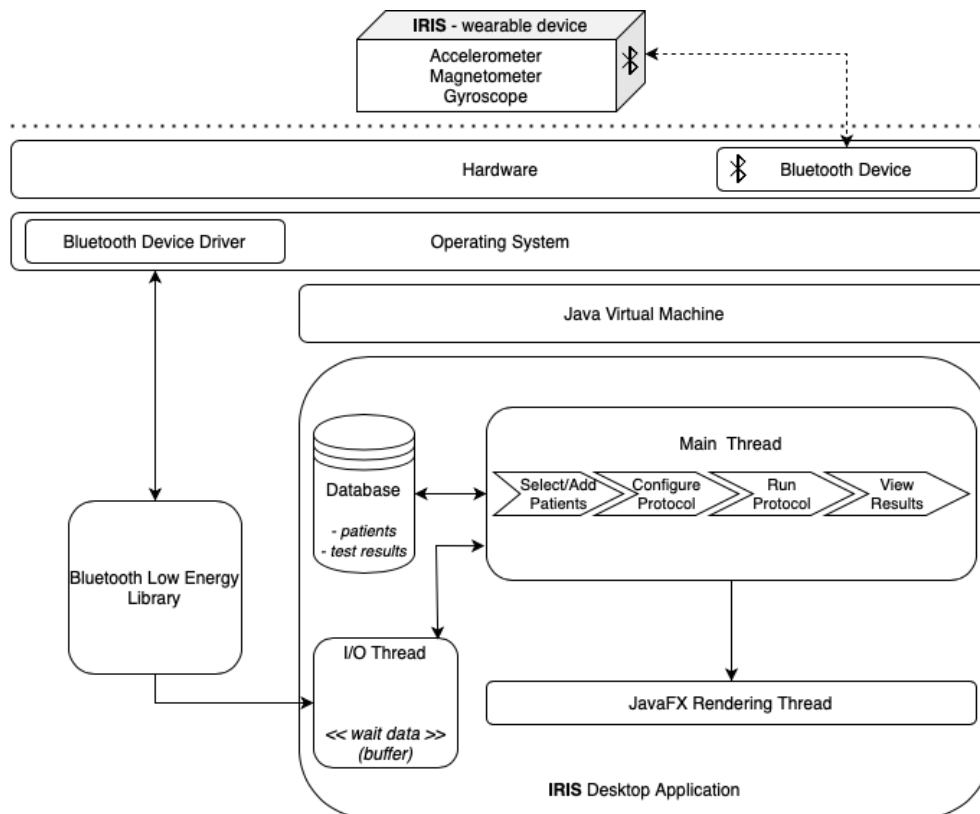 IRIS - wearable device
Accelerometer
Magnetometer
Gyroscope
Hardware
Bluetooth Device
Bluetooth Device Driver
Operating System
Java Virtual Machine
Main Thread
Select/Add
Patients
Configure
Protocol
Run
Protocol
View
Results
Database
- patients
- test results
Bluetooth Low Energy
Library
I/O Thread
<< wait data >>
(buffer)
JavaFX Rendering Thread
IRIS Desktop Application